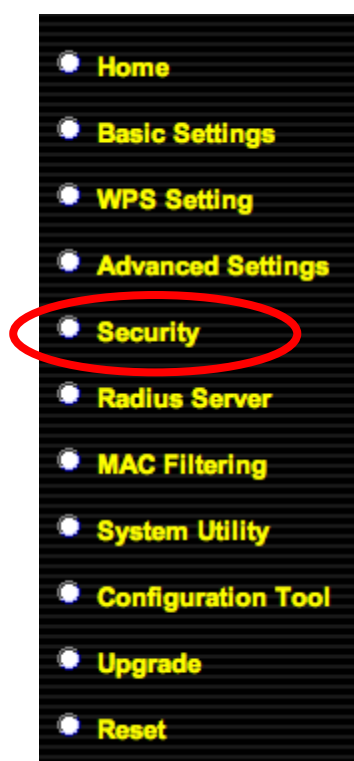 Home
Basic Settings
WPS Setting
Advanced Settings
Security
Radius Server
MAC Filtering
System Utility
Configuration Tool
Upgrade
Reset